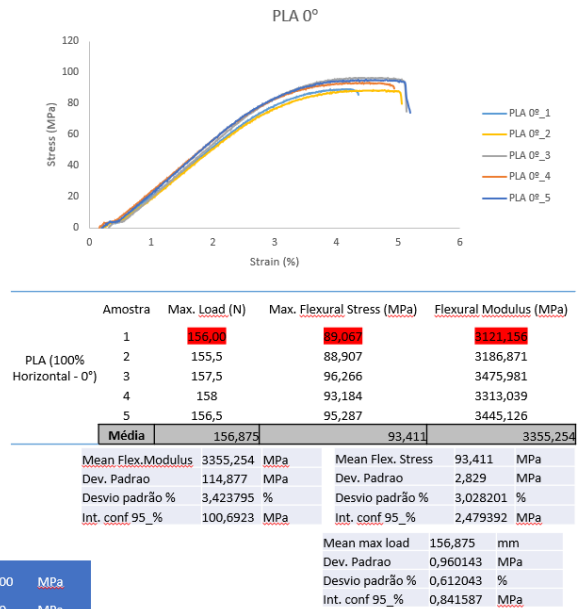 PLA 0°
120
100
80
60
40
20
0
Stress (MPa)
0 1 2 3 4 5 6
Strain (%)
PLA 0º_1
PLA 0º_2
PLA 0º_3
PLA 0º_4
PLA 0º_5
Amostra Max. Load (N) Max. Flexural Stress (MPa) Flexural Modulus (MPa)
PLA (100% Horizontal - 0°)
1 156,00 89,067 3121,156
2 155,5 88,907 3186,871
3 157,5 96,266 3475,981
4 158 93,184 3313,039
5 156,5 95,287 3445,126
Média 156,875 93,411 3355,254
Mean Flex.Modulus 3355,254 MPa
Dev. Padrao 114,877 MPa
Desvio padrão % 3,423795 %
Int. conf 95_% 100,6923 MPa
Mean Flex. Stress 93,411 MPa
Dev. Padrao 2,829 MPa
Desvio padrão % 3,028201 %
Int. conf 95_% 2,479392 MPa
Mean max load 156,875 mm
Dev. Padrao 0,960143 MPa
Desvio padrão % 0,612043 %
Int. conf 95_% 0,841587 MPa
00 MPa